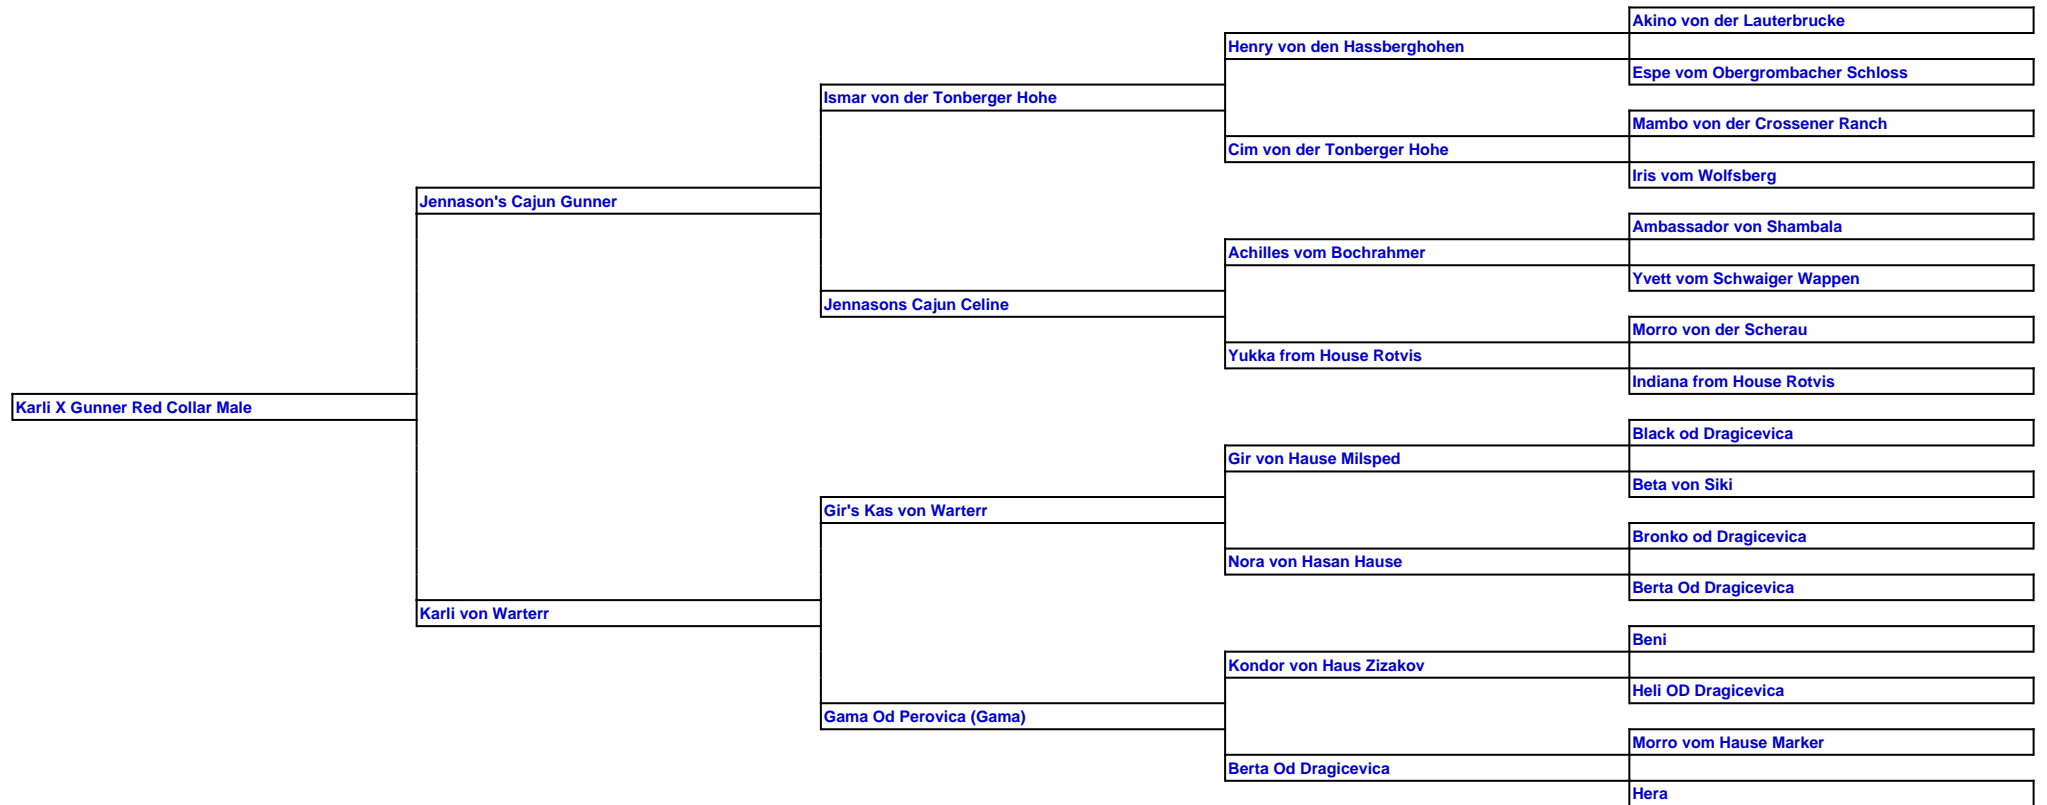 Akino von der Lauterbrucke
Henry von den Hassberghohen
Espe vom Obergrombacher Schloss
Ismar von der Tonberger Hohe
Mambo von der Crossener Ranch
Cim von der Tonberger Hohe
Iris vom Wolfsberg
Jennason's Cajun Gunner
Ambassador von Shambala
Achilles vom Bochrahmer
Yvett vom Schwaiger Wappen
Jennasons Cajun Celine
Morro von der Scherau
Yukka from House Rotvis
Indiana from House Rotvis
Karli X Gunner Red Collar Male
Black od Dragicevica
Gir von Hause Milsped
Beta von Siki
Gir's Kas von Warterr
Bronko od Dragicevica
Nora von Hasan Hause
Berta Od Dragicevica
Karli von Warterr
Beni
Kondor von Haus Zizakov
Heli OD Dragicevica
Gama Od Perovica (Gama)
Morro vom Hause Marker
Berta Od Dragicevica
Hera